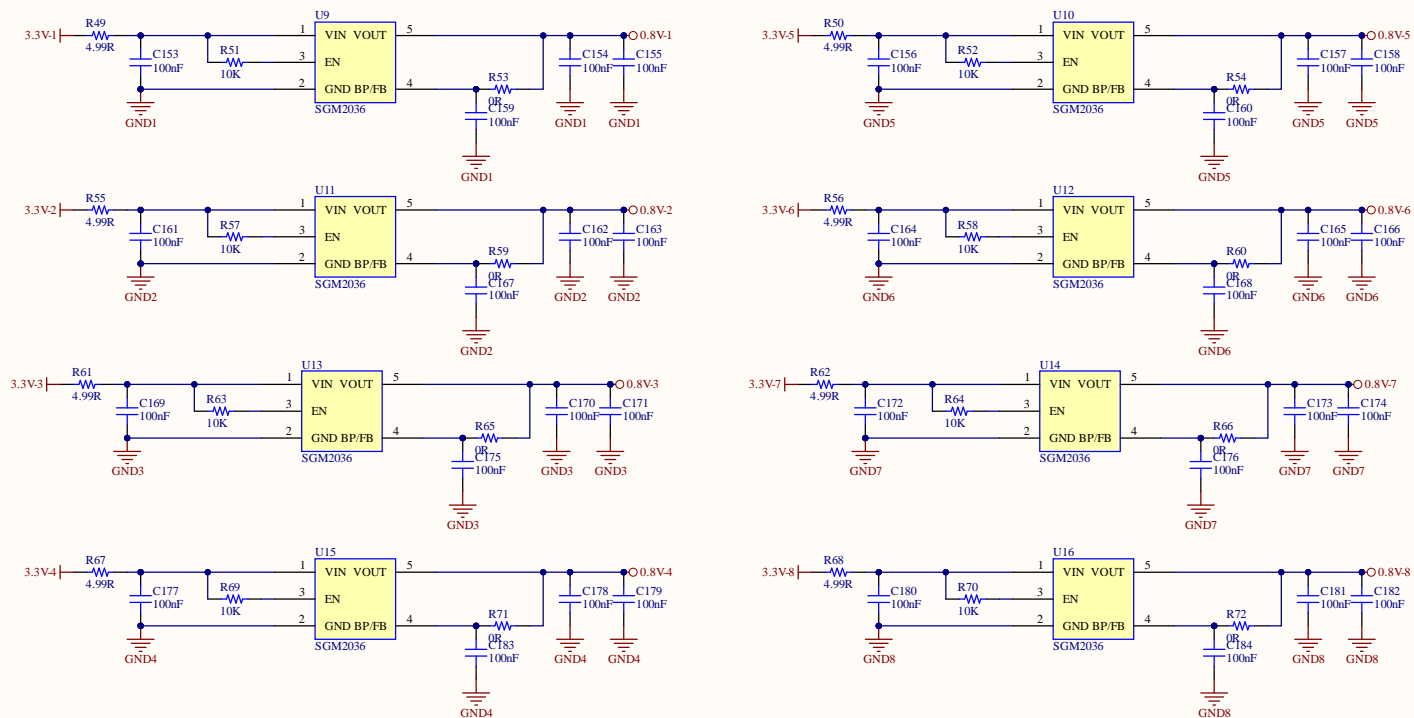 U9
R49
3.3V-1
4.99R
C153
100nF
R51
10K
1
3
2
VIN VOUT
EN
GND BP/FB
5
4
SGM2036
R53
0R
C159
100nF
C154
100nF
C155
100nF
0.8V-1
GND1
GND1
GND1
GND1
U10
R50
3.3V-5
4.99R
C156
100nF
R52
10K
1
3
2
VIN VOUT
EN
GND BP/FB
5
4
SGM2036
R54
0R
C160
100nF
C157
100nF
C158
100nF
0.8V-5
GND5
GND5
GND5
GND5
U11
R55
3.3V-2
4.99R
C161
100nF
R57
10K
1
3
2
VIN VOUT
EN
GND BP/FB
5
4
SGM2036
R59
0R
C167
100nF
C162
100nF
C163
100nF
0.8V-2
GND2
GND2
GND2
GND2
U12
R56
3.3V-6
4.99R
C164
100nF
R58
10K
1
3
2
VIN VOUT
EN
GND BP/FB
5
4
SGM2036
R60
0R
C168
100nF
C165
100nF
C166
100nF
0.8V-6
GND6
GND6
GND6
GND6
U13
R61
3.3V-3
4.99R
C169
100nF
R63
10K
1
3
2
VIN VOUT
EN
GND BP/FB
5
4
SGM2036
R65
0R
C175
100nF
C170
100nF
C171
100nF
0.8V-3
GND3
GND3
GND3
GND3
U14
R62
3.3V-7
4.99R
C172
100nF
R64
10K
1
3
2
VIN VOUT
EN
GND BP/FB
5
4
SGM2036
R66
0R
C176
100nF
C173
100nF
C174
100nF
0.8V-7
GND7
GND7
GND7
GND7
U15
R67
3.3V-4
4.99R
C177
100nF
R69
10K
1
3
2
VIN VOUT
EN
GND BP/FB
5
4
SGM2036
R71
0R
C183
100nF
C178
100nF
C179
100nF
0.8V-4
GND4
GND4
GND4
GND4
U16
R68
3.3V-8
4.99R
C180
100nF
R70
10K
1
3
2
VIN VOUT
EN
GND BP/FB
5
4
SGM2036
R72
0R
C184
100nF
C181
100nF
C182
100nF
0.8V-8
GND8
GND8
GND8
GND8